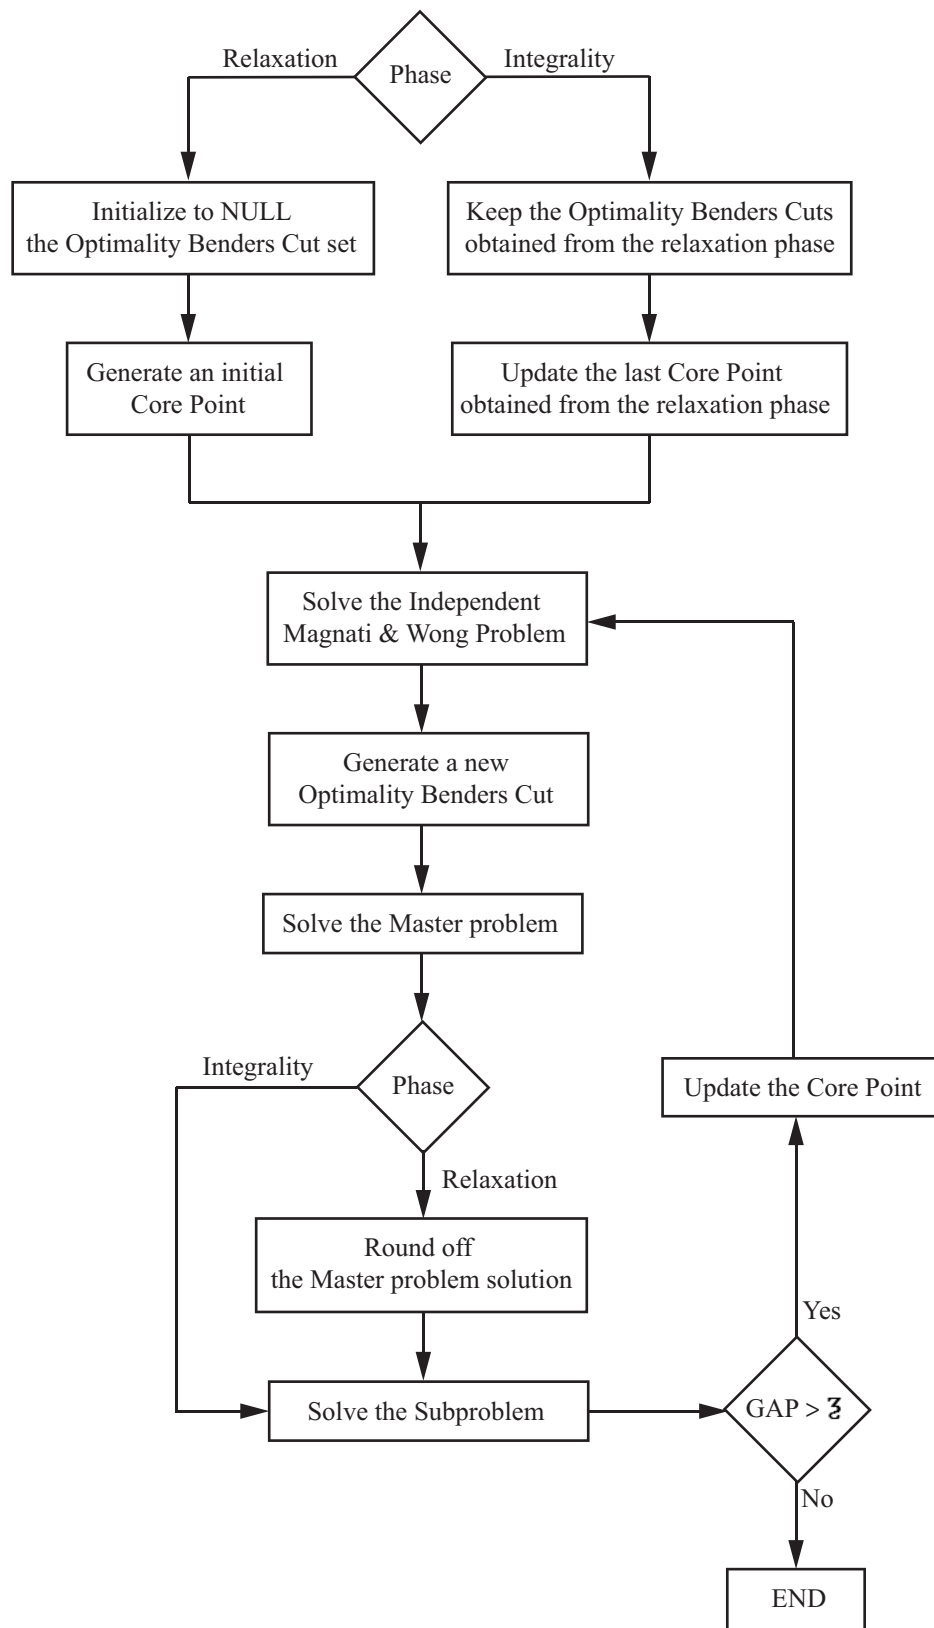 Phase
Relaxation
Integrality
Initialize to NULL
the Optimality Benders Cut set
Keep the Optimality Benders Cuts
obtained from the relaxation phase
Generate an initial
Core Point
Update the last Core Point
obtained from the relaxation phase
Solve the Independent
Magnati & Wong Problem
Generate a new
Optimality Benders Cut
Solve the Master problem
Integrality
Phase
Update the Core Point
Relaxation
Round off
the Master problem solution
Yes
Solve the Subproblem
GAP >
No
END